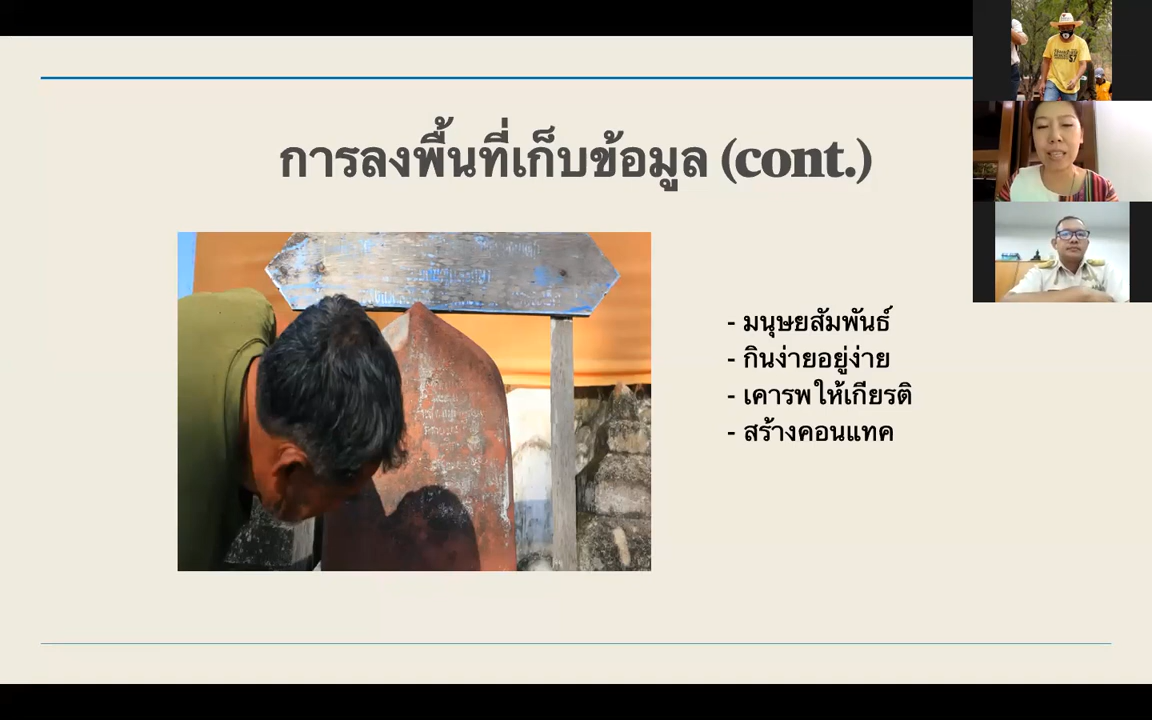 การลงพื้นที่เก็บข้อมูล (cont.)
- มนุษยสัมพันธ์
- กินง่ายอยู่ง่าย
- เคารพให้เกียรติ
- สร้างคอนแทค